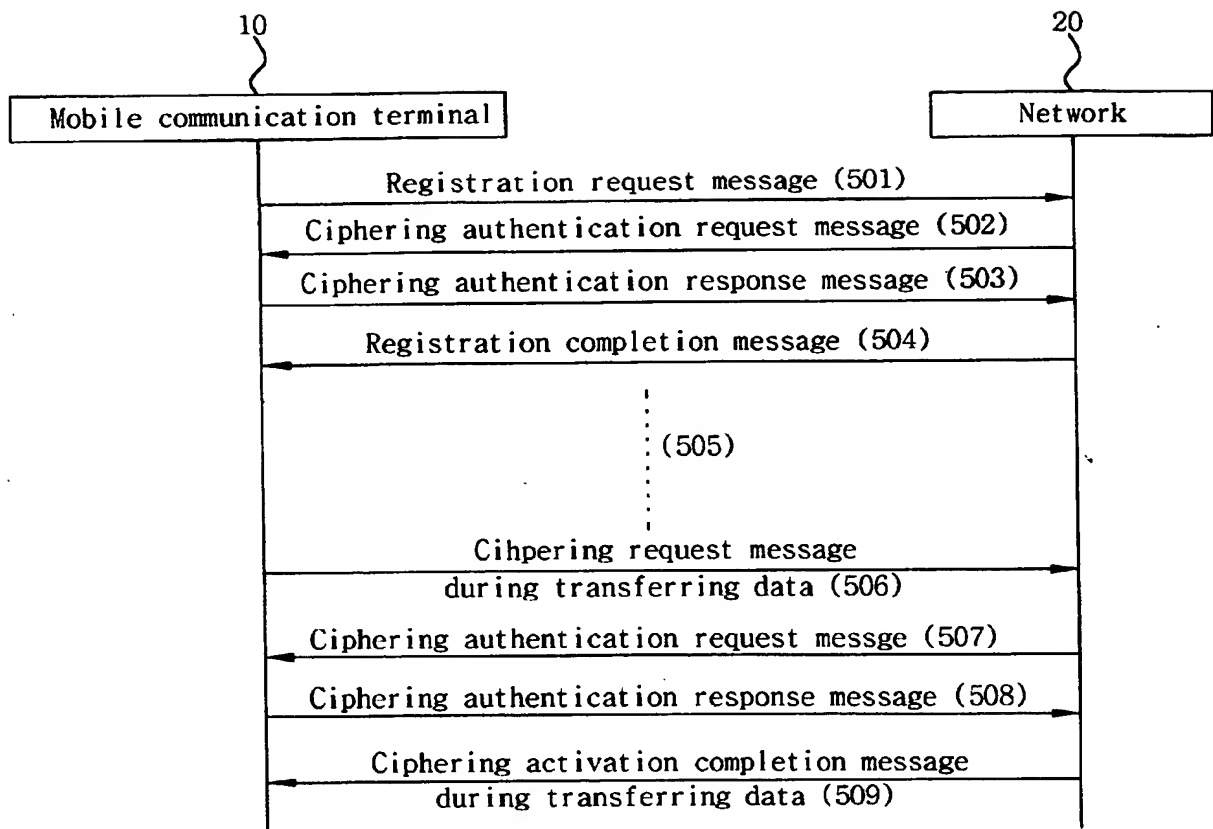 10
20
Mobile communication terminal
Network
Registration request message (501)
Ciphering authentication request message (502)
Ciphering authentication response message (503)
Registration completion message (504)
(505)
Cihpering request message
during transferring data (506)
Ciphering authentication request messge (507)
Ciphering authentication response message (508)
Ciphering activation completion message
during transferring data (509)